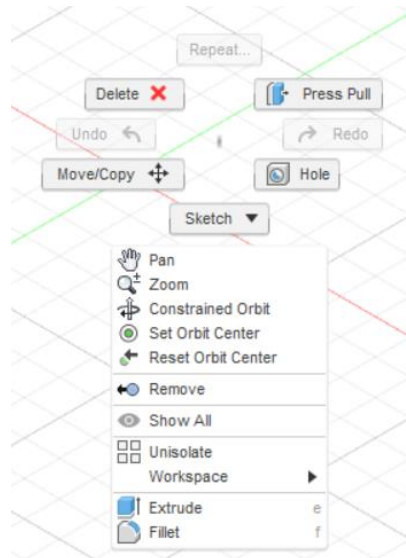 Repeat...
Delete
Press Pull
Undo
Redo
Move/Copy
Hole
Sketch
Pan
Zoom
Constrained Orbit
Set Orbit Center
Reset Orbit Center
Remove
Show All
Unisolate
Workspace
Extrude e
Fillet f